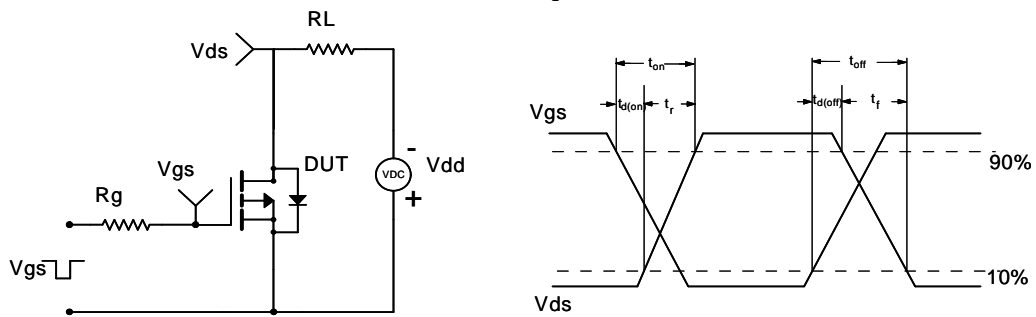 RL
Vds
Vgs
DUT
Rg
VDC
Vdd
-
+
Vgs
ton
toff
td(on)
tr
td(off)
tf
Vgs
90%
10%
Vds